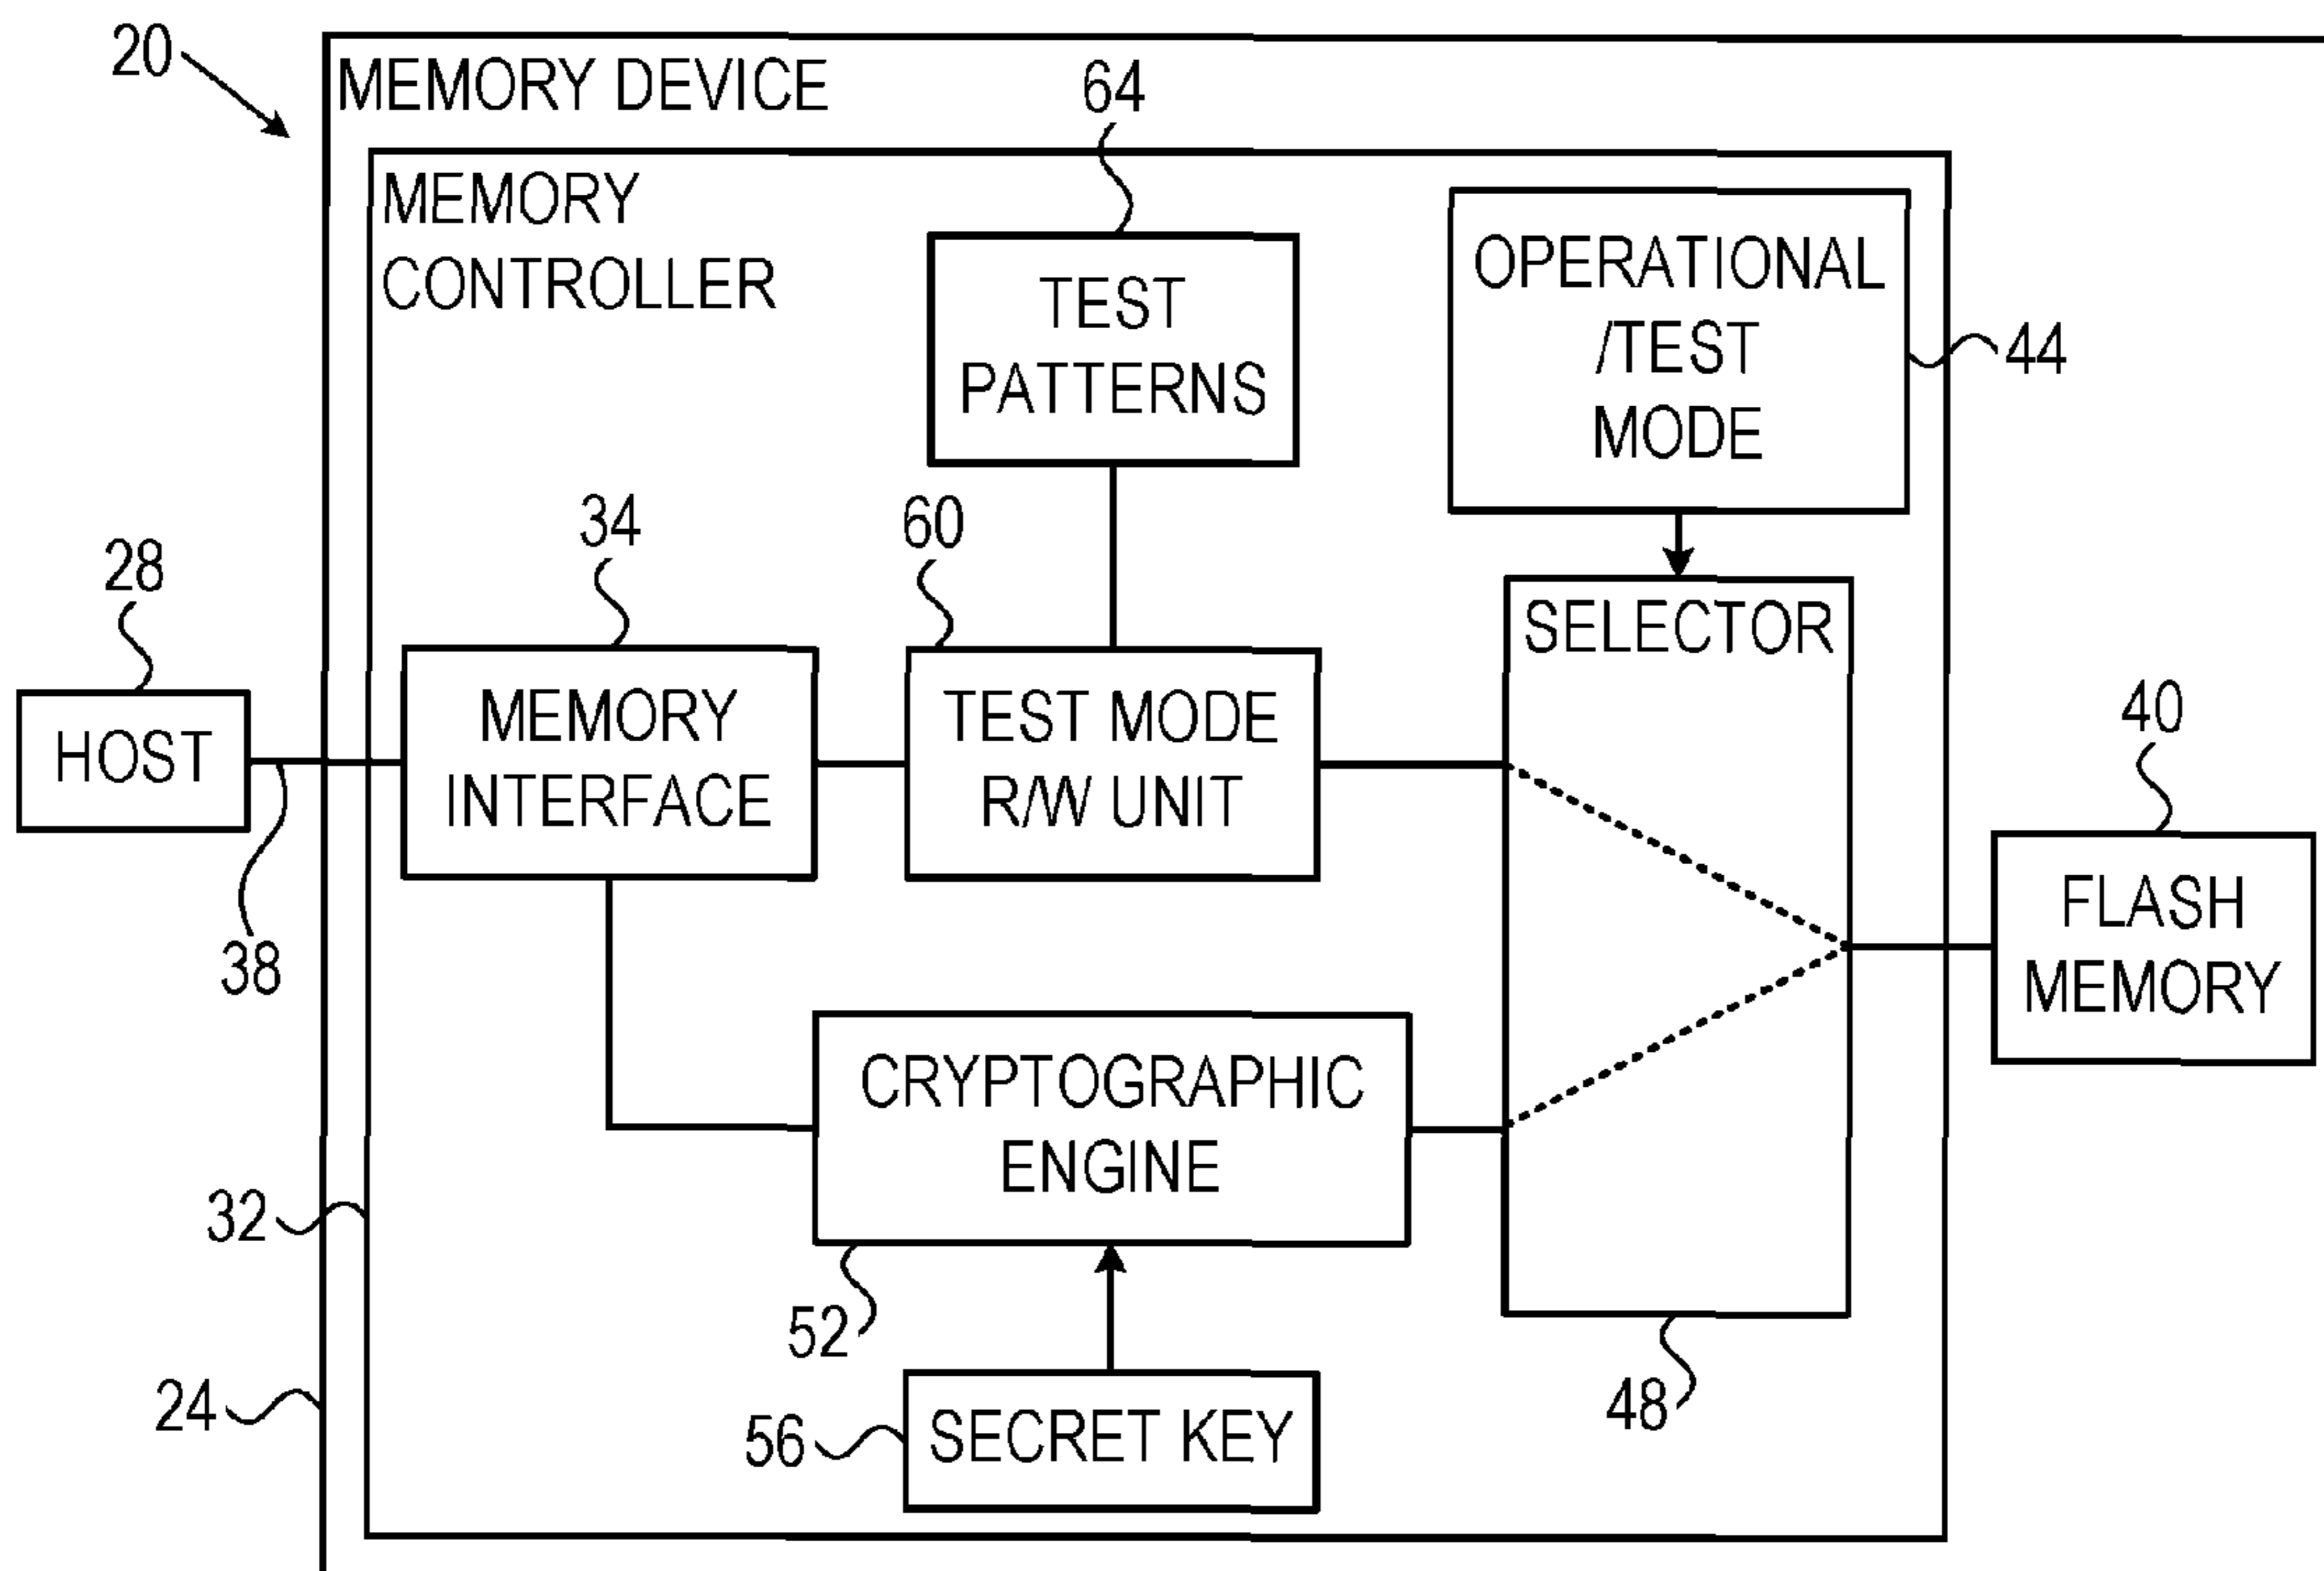 20
MEMORY DEVICE
64
MEMORY
CONTROLLER
TEST
PATTERNS
OPERATIONAL
/TEST
MODE
44
34
60
28
SELECTOR
HOST
MEMORY
INTERFACE
TEST MODE
R/W UNIT
40
38
FLASH
MEMORY
CRYPTOGRAPHIC
ENGINE
32
52
24
48
56
SECRET KEY